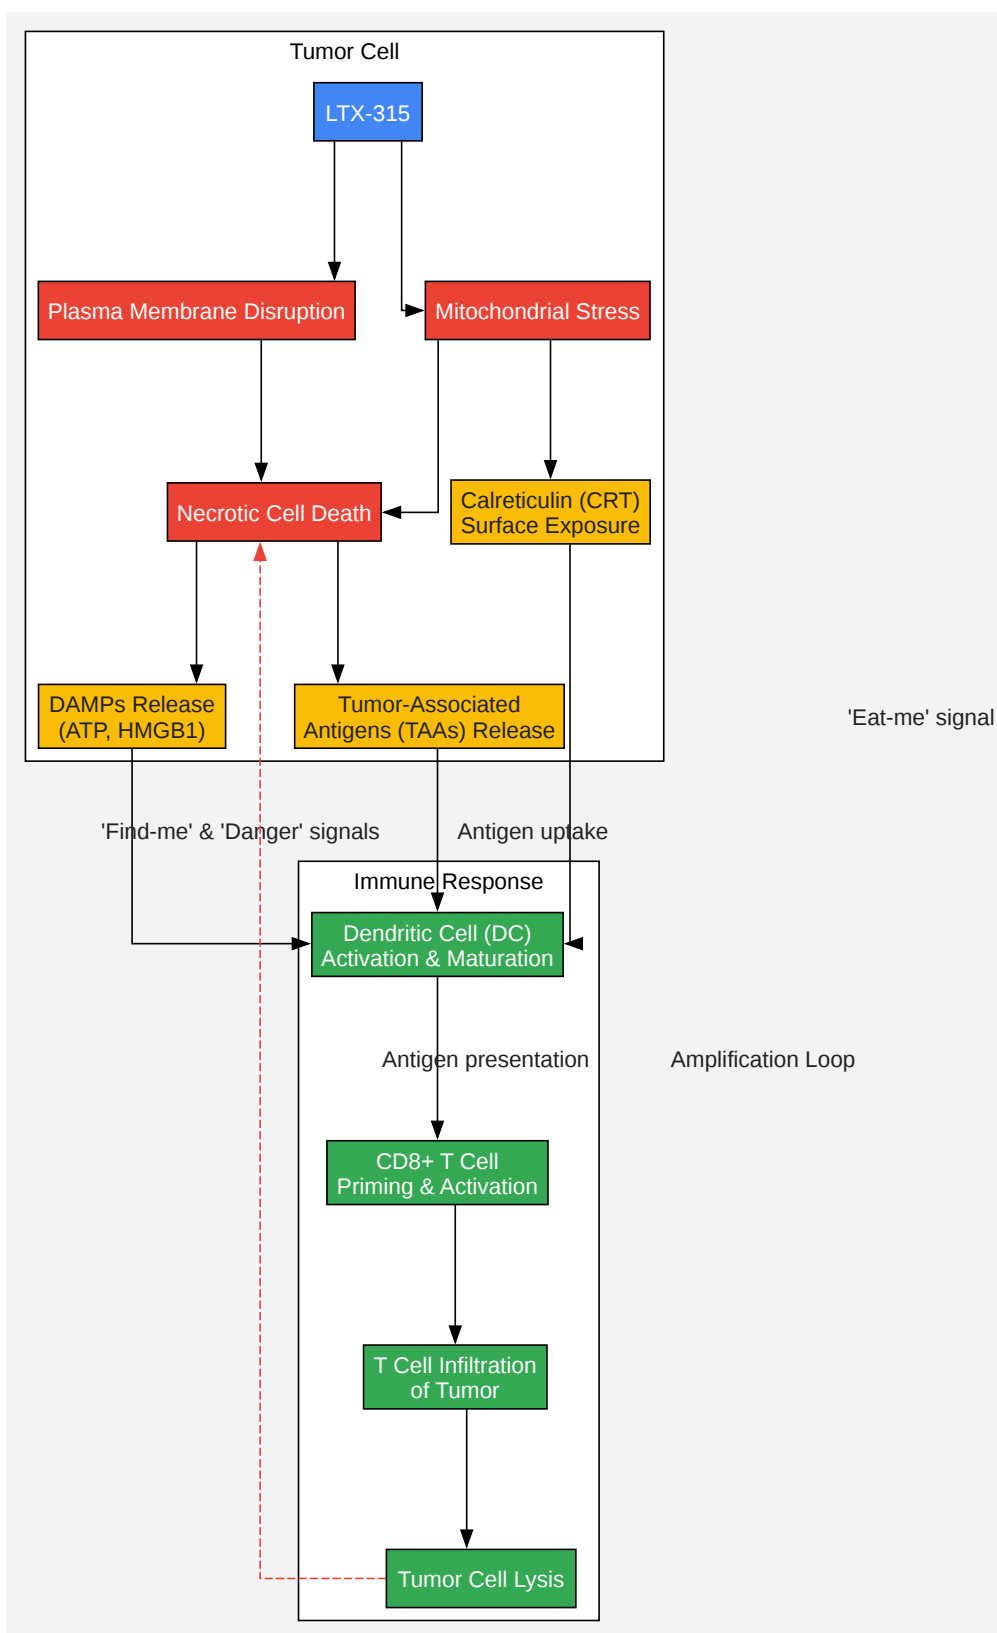 Tumor Cell
LTX-315
Plasma Membrane Disruption
Mitochondrial Stress
Necrotic Cell Death
Calreticulin (CRT)
Surface Exposure
DAMPs Release
(ATP, HMGB1)
Tumor-Associated
Antigens (TAAs) Release
'Eat-me' signal
'Find-me' & 'Danger' signals
Antigen uptake
Immune Response
Dendritic Cell (DC)
Activation & Maturation
Antigen presentation
Amplification Loop
CD8+ T Cell
Priming & Activation
T Cell Infiltration
of Tumor
Tumor Cell Lysis